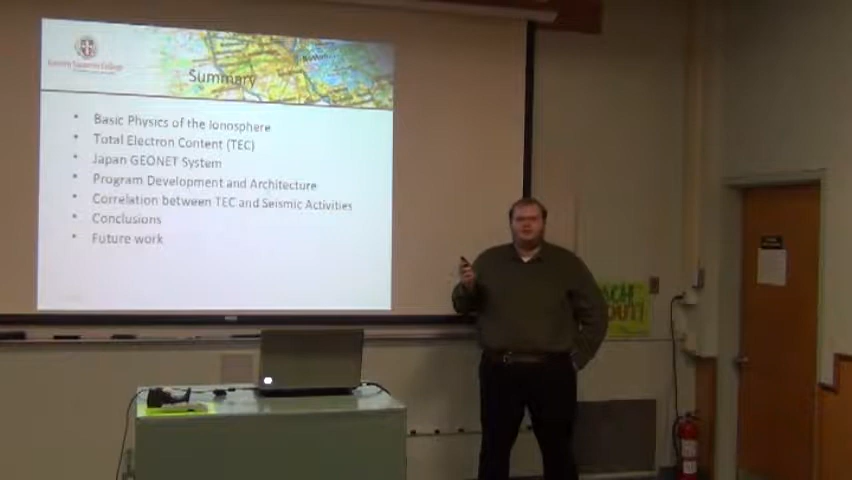 Summary
• Basic Physics of the Ionosphere
• Total Electron Content (TEC)
• Japan GEONET System
• Program Development and Architecture
• Correlation between TEC and Seismic Activities
• Conclusions
• Future work
OUT!